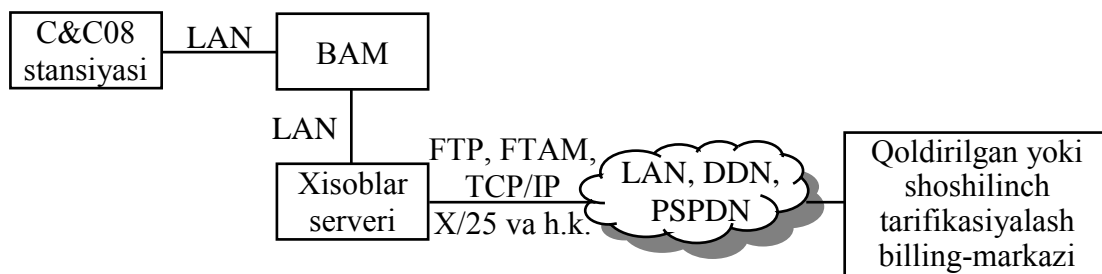 C&C08
stansiyasi
LAN
BAM
LAN
Xisoblar
serveri
FTP, FTAM,
TCP/IP
X/25 va h.k.
LAN, DDN,
PSPDN
Qoldirilgan yoki
shoshilinch
tarifikasiyalash
billing-markazi